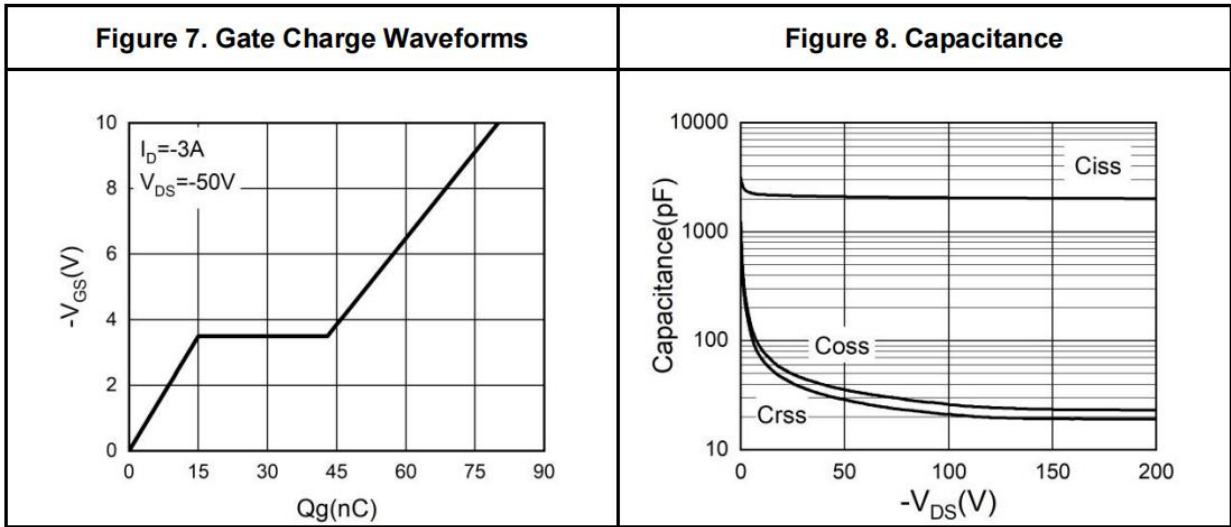 Figure 7. Gate Charge Waveforms
Figure 8. Capacitance
10
8
6
4
2
0
-V_GS(V)
I_D=-3A
V_DS=-50V
0 15 30 45 60 75 90
Qg(nC)
10000
1000
100
10
Capacitance(pF)
Ciss
Coss
Crss
0 50 100 150 200
-V_DS(V)